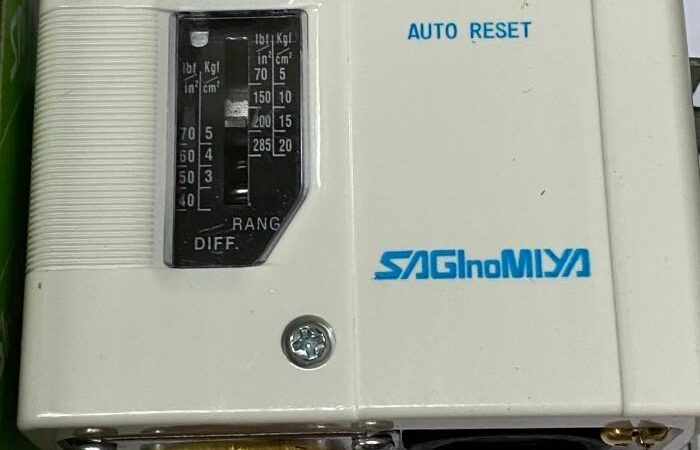 AUTO RESET
lbf/in² Kgf/cm²
70 5
150 10
200 15
285 20
lbf/in² Kgf/cm²
70 5
60 4
50 3
40
RANG
DIFF.
SAGInoMIYA